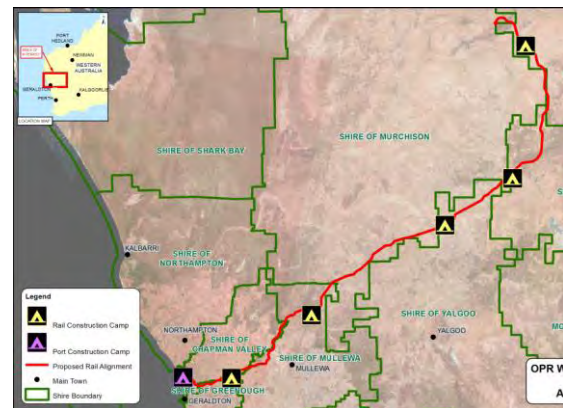 PORT
HEDLAND
NEWMAN
WESTERN
AUSTRALIA
GERALDTON
KALGOORLIE
PERTH
LOCATION MAP
SHIRE OF MURCHISON
SHIRE OF SHARK BAY
KALBARRI
SHIRE OF
NORTHAMPTON
SHIRE OF YALGOO
YALGOO
NORTHAMPTON
SHIRE OF
CHAPMAN VALLEY
SHIRE OF MULLEWA
MULLEWA
SHIRE OF GREENOUGH
GERALDTON
Legend
Rail Construction Camp
Port Construction Camp
Proposed Rail Alignment
Main Town
Shire Boundary
OPR W
A